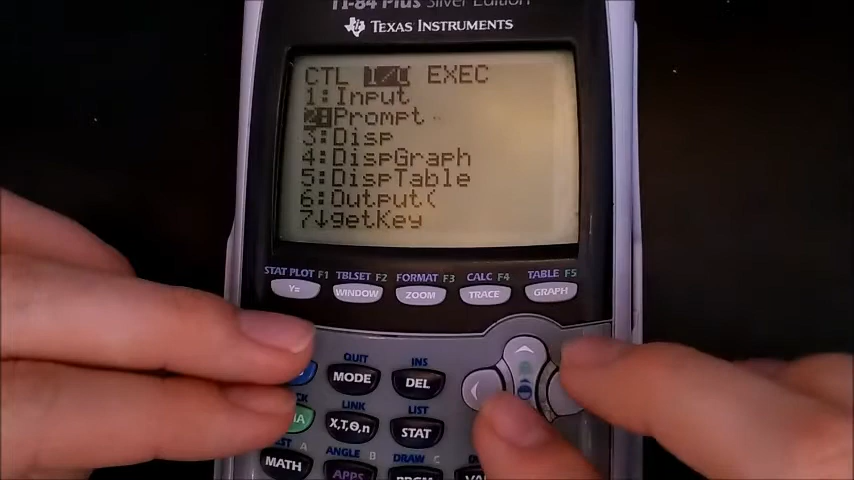 TI-84 Plus Silver Edition
TEXAS INSTRUMENTS
CTL I/O EXEC
1:Input
2:Prompt
3:Disp
4:DispGraph
5:DispTable
6:Output(
7↓getKey
STAT PLOT F1 TBLSET F2 FORMAT F3 CALC F4 TABLE F5
Y= WINDOW ZOOM TRACE GRAPH
QUIT INS
MODE DEL
LINK LIST
X,T,Θ,n STAT
A ANGLE B DRAW C
MATH APPS PRGM